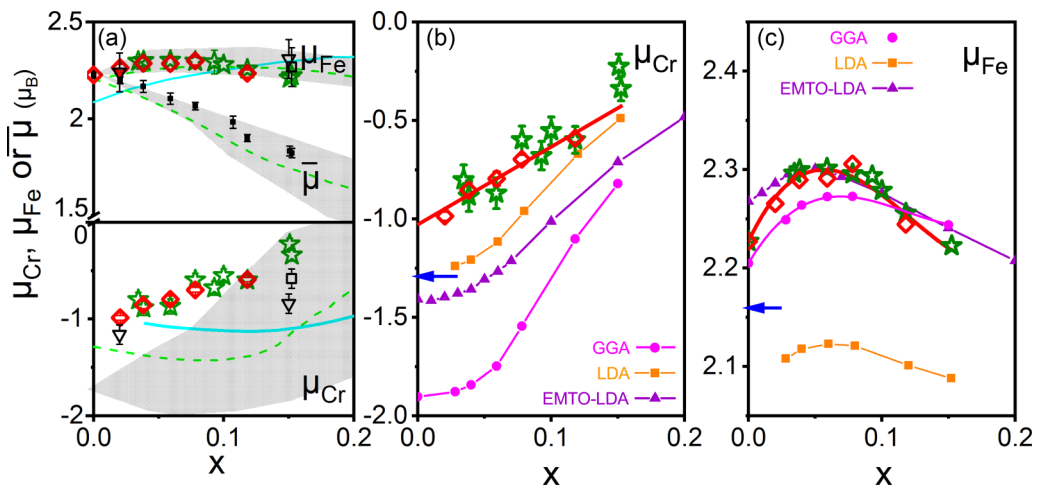 (a)
2.5
2
1.5
0
-1
-2
μCr, μFe or μ̅ (μB)
μFe
μ̅
μCr
0.0
0.1
0.2
x
(b)
μCr
-0.0
-0.5
-1.0
-1.5
-2.0
GGA
LDA
EMTO-LDA
0.0
0.1
0.2
x
(c)
GGA
LDA
EMTO-LDA
μFe
2.4
2.3
2.2
2.1
0.0
0.1
0.2
x